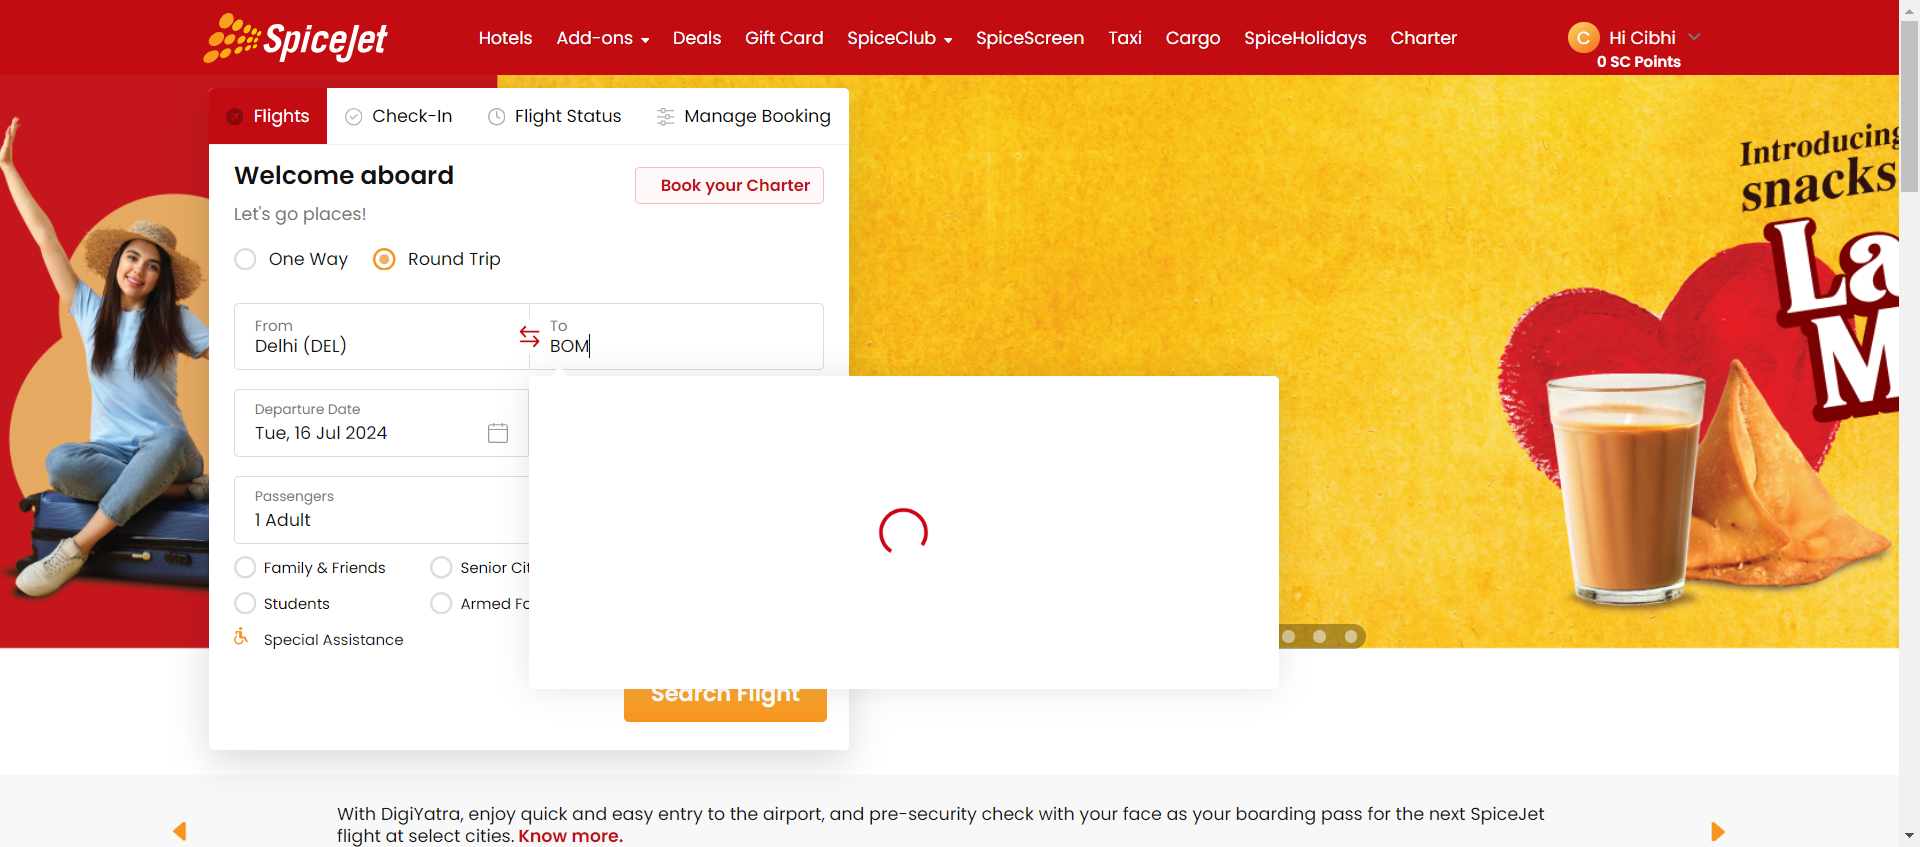 SpiceJet
Hotels Add-ons Deals Gift Card SpiceClub SpiceScreen Taxi Cargo SpiceHolidays Charter
C Hi Cibhi
0 SC Points
Flights Check-In Flight Status Manage Booking
Welcome aboard
Book your Charter
Let's go places!
One Way Round Trip
From
Delhi (DEL)
To
BOM
Departure Date
Tue, 16 Jul 2024
Passengers
1 Adult
Family & Friends Senior Cit
Students Armed Fo
Special Assistance
Search Flight
Introducing
snacks
La
M
With DigiYatra, enjoy quick and easy entry to the airport, and pre-security check with your face as your boarding pass for the next SpiceJet
flight at select cities. Know more.